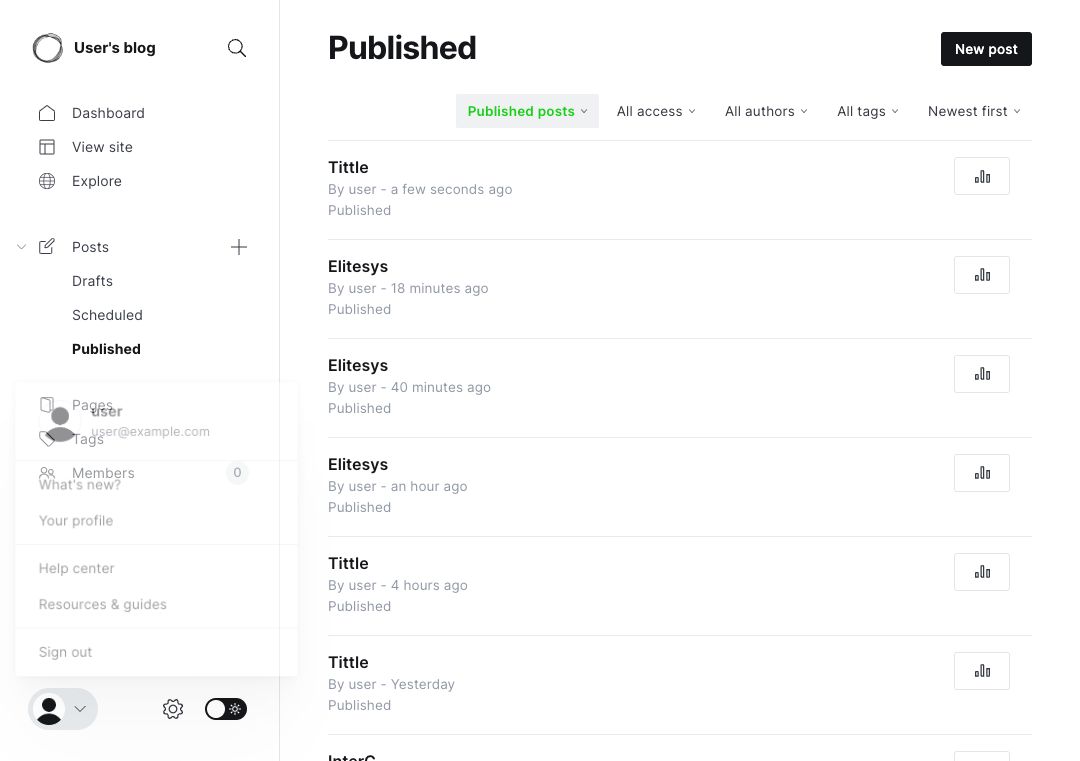 User's blog
Dashboard
View site
Explore
Posts
Drafts
Scheduled
Published
Pages
user
user@example.com
Tags
Members
0
What's new?
Your profile
Help center
Resources & guides
Sign out
Published
New post
Published posts
All access
All authors
All tags
Newest first
Tittle
By user - a few seconds ago
Published
Elitesys
By user - 18 minutes ago
Published
Elitesys
By user - 40 minutes ago
Published
Elitesys
By user - an hour ago
Published
Tittle
By user - 4 hours ago
Published
Tittle
By user - Yesterday
Published
InterC